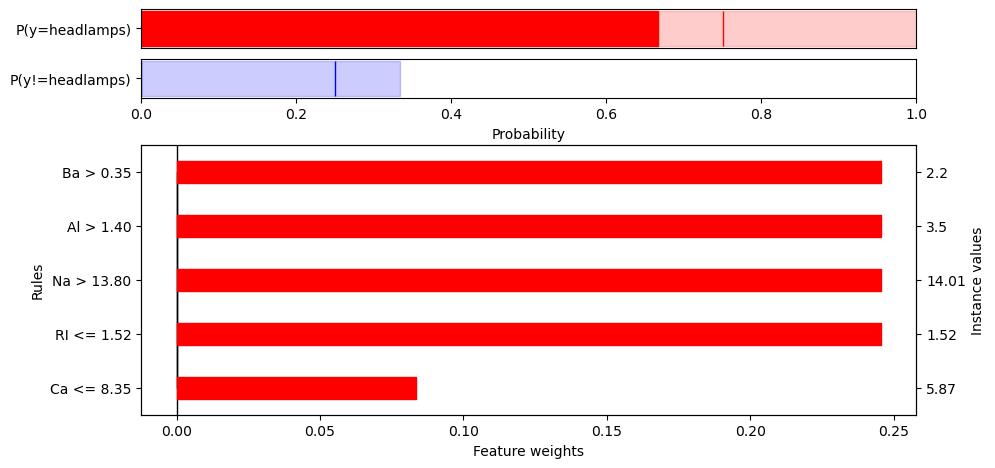 P(y=headlamps)
P(y!=headlamps)
0.0 0.2 0.4 0.6 0.8 1.0
Probability
Ba > 0.35 2.2
Al > 1.40 3.5
Na > 13.80 14.01
RI <= 1.52 1.52
Ca <= 8.35 5.87
Rules
Instance values
0.00 0.05 0.10 0.15 0.20 0.25
Feature weights